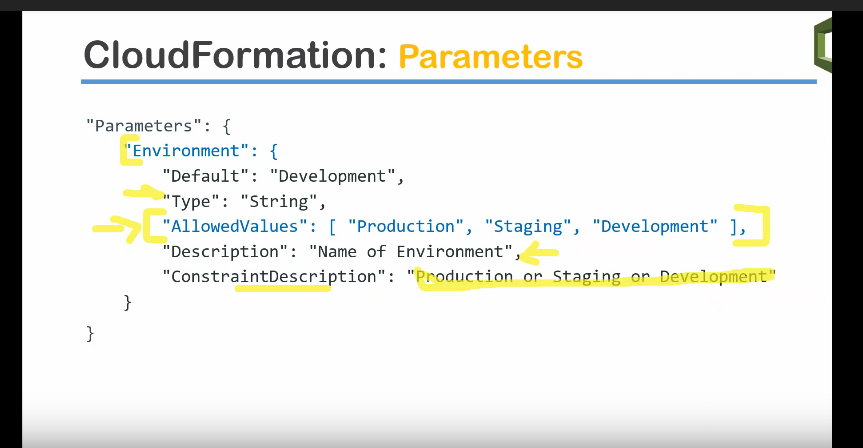 CloudFormation: Parameters
"Parameters": {
"Environment": {
"Default": "Development",
"Type": "String",
"AllowedValues": [ "Production", "Staging", "Development" ],
"Description": "Name of Environment",
"ConstraintDescription": "Production or Staging or Development"
}
}